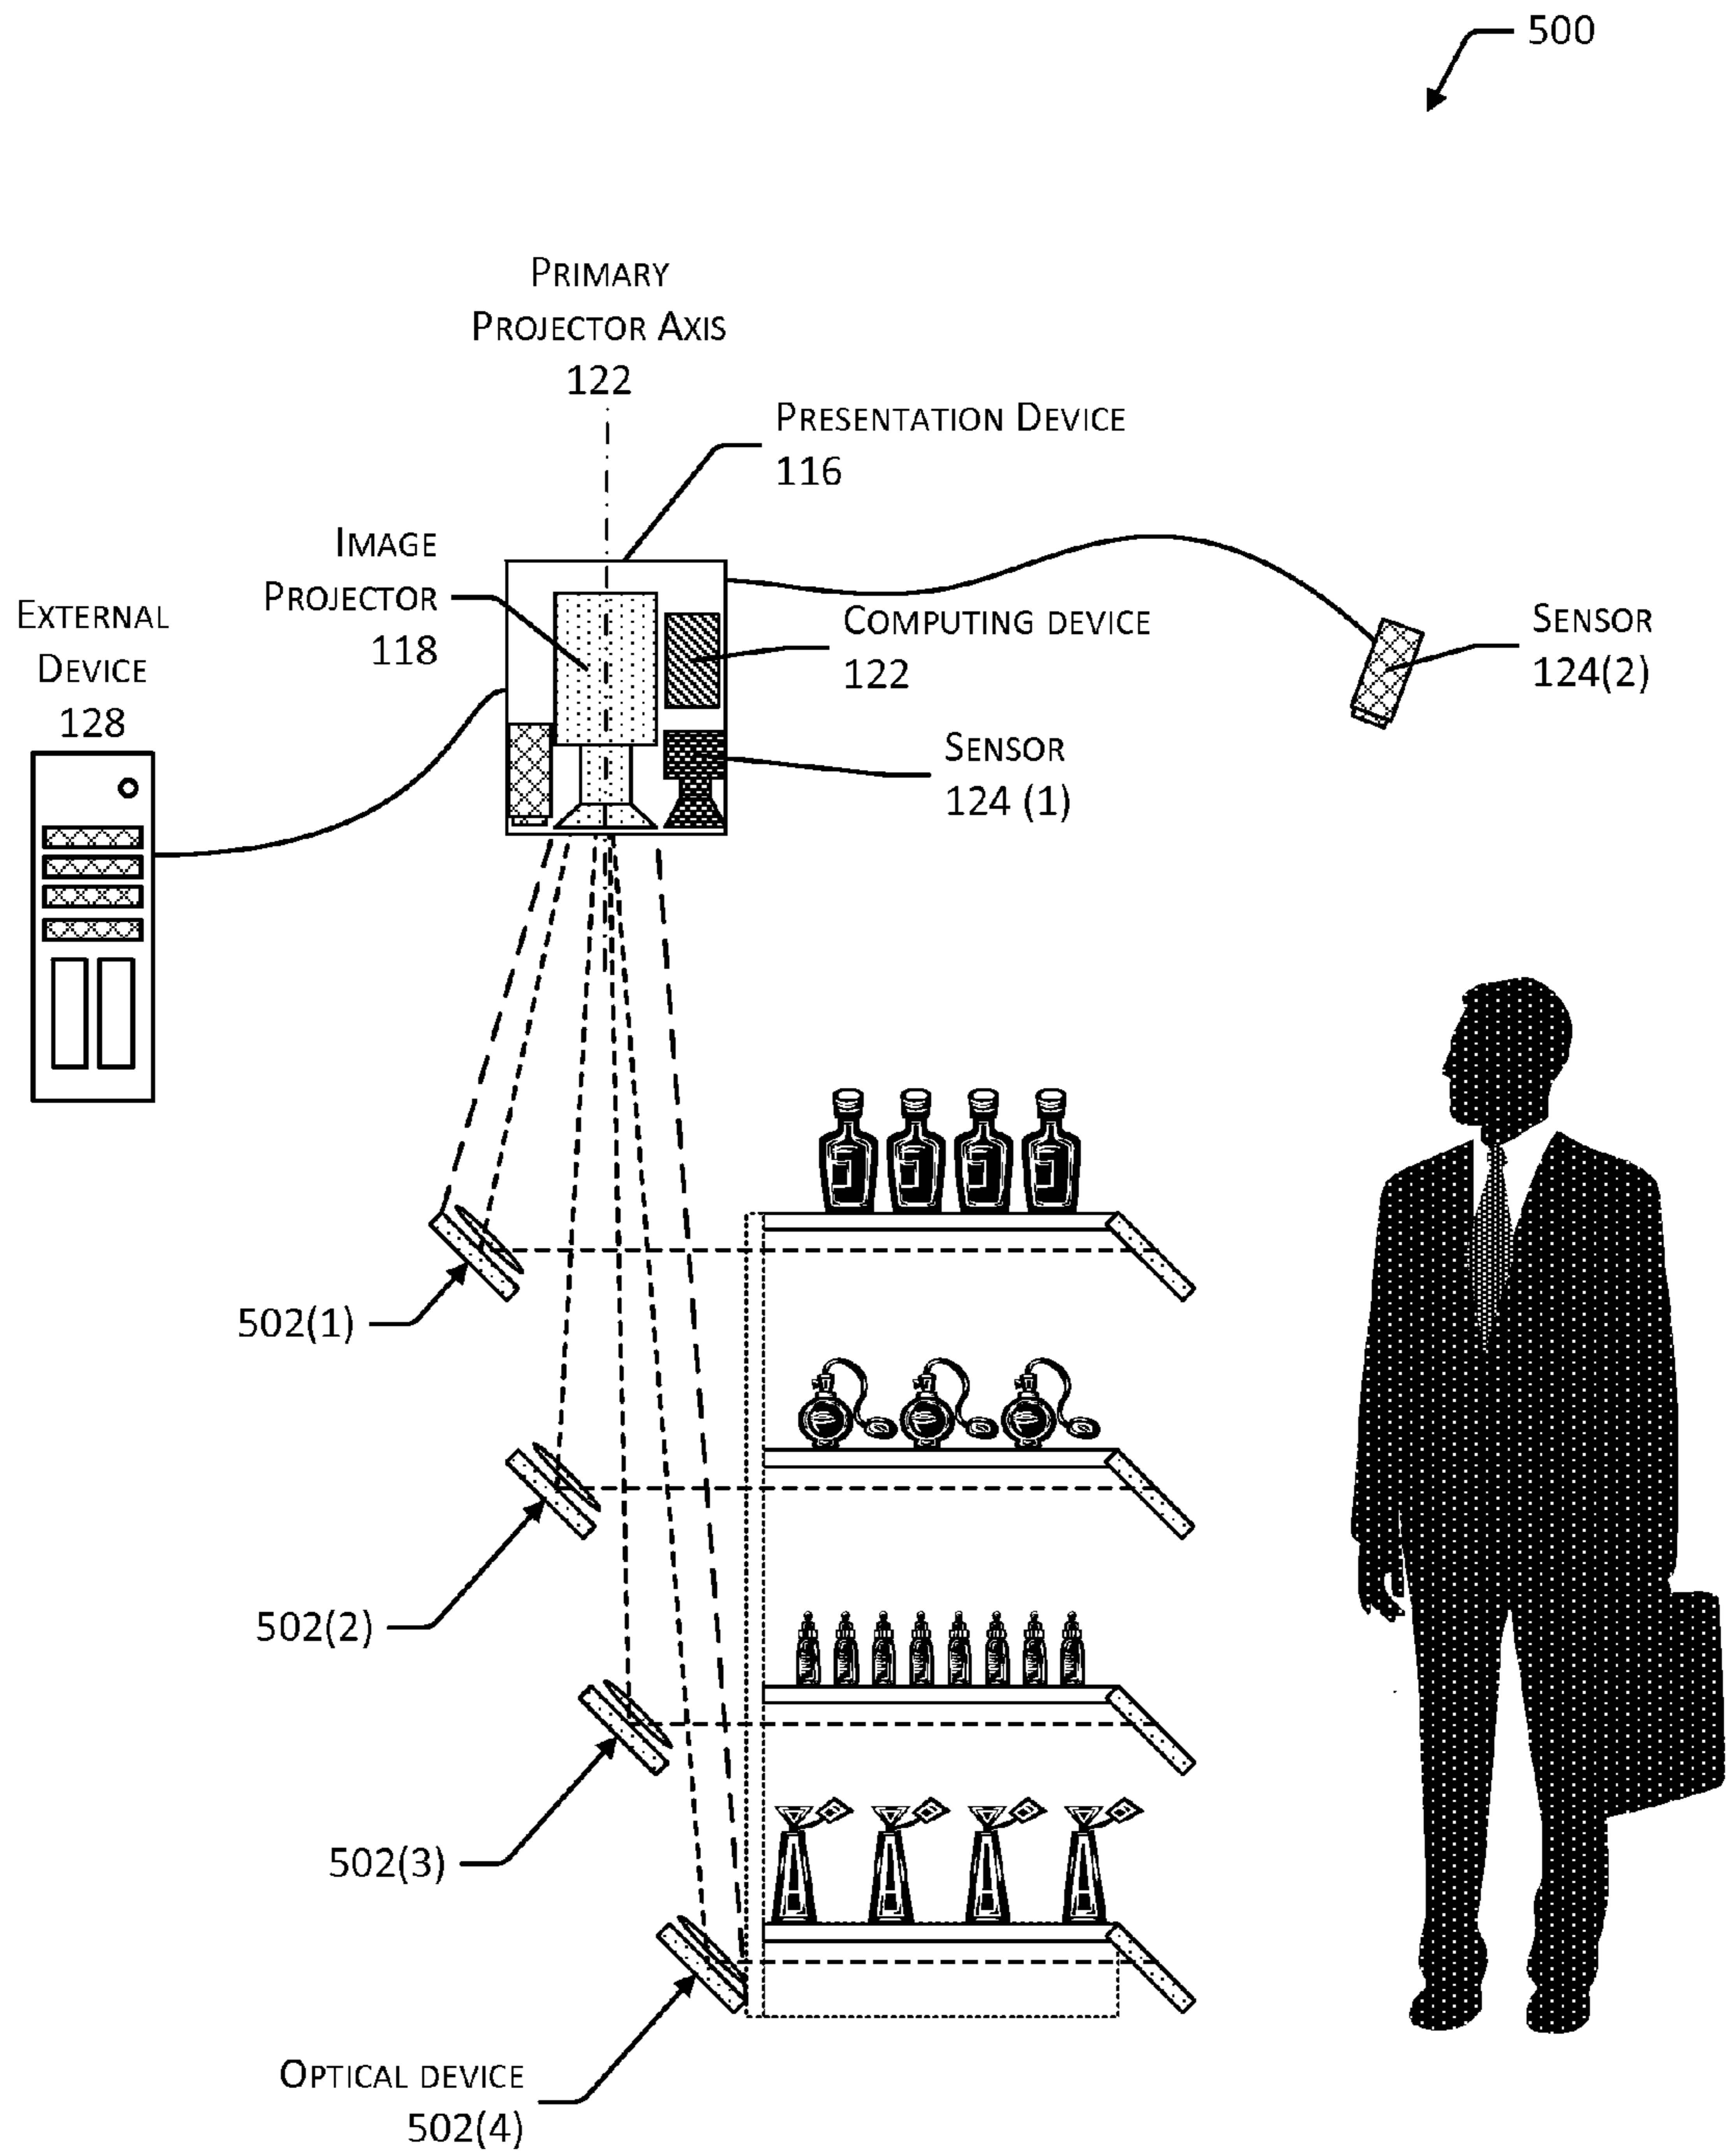 500
PRIMARY
PROJECTOR AXIS
122
PRESENTATION DEVICE
116
IMAGE
PROJECTOR
118
EXTERNAL
DEVICE
128
COMPUTING DEVICE
122
SENSOR
124(2)
SENSOR
124 (1)
502(1)
502(2)
502(3)
OPTICAL DEVICE
502(4)